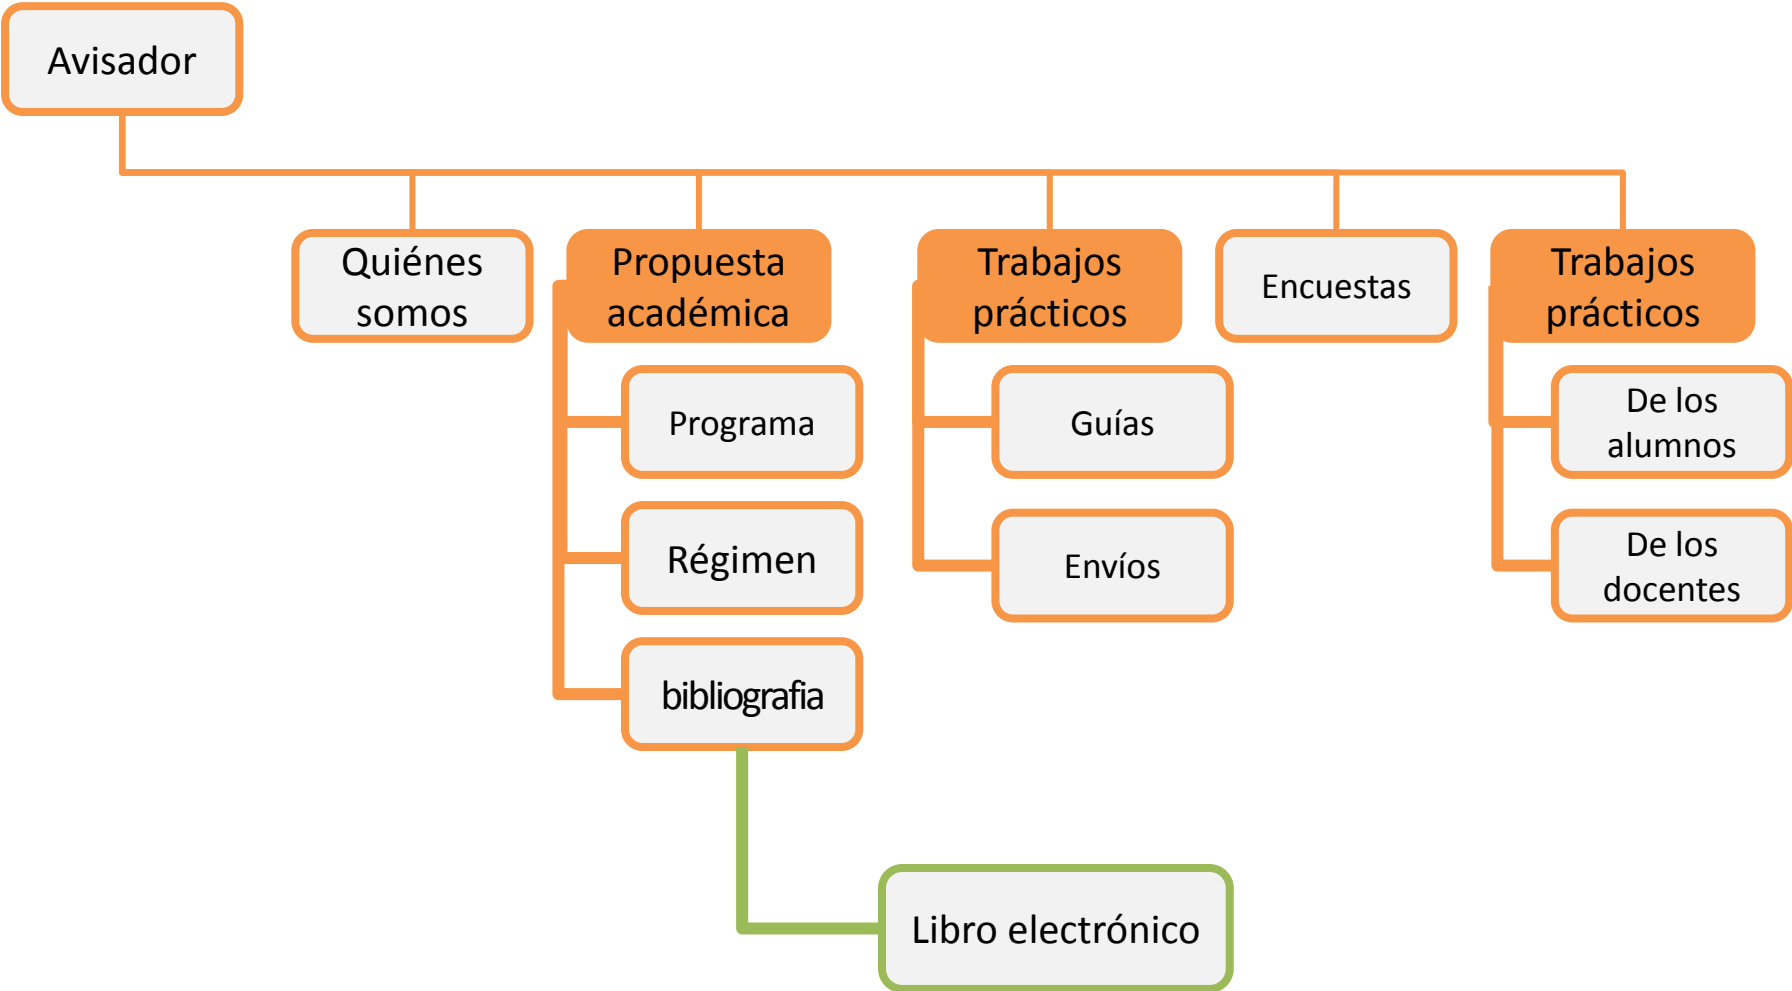 Avisador
Quiénes
somos
Propuesta
académica
Trabajos
prácticos
Encuestas
Trabajos
prácticos
Programa
Guías
De los
alumnos
Régimen
Envíos
De los
docentes
bibliografia
Libro electrónico